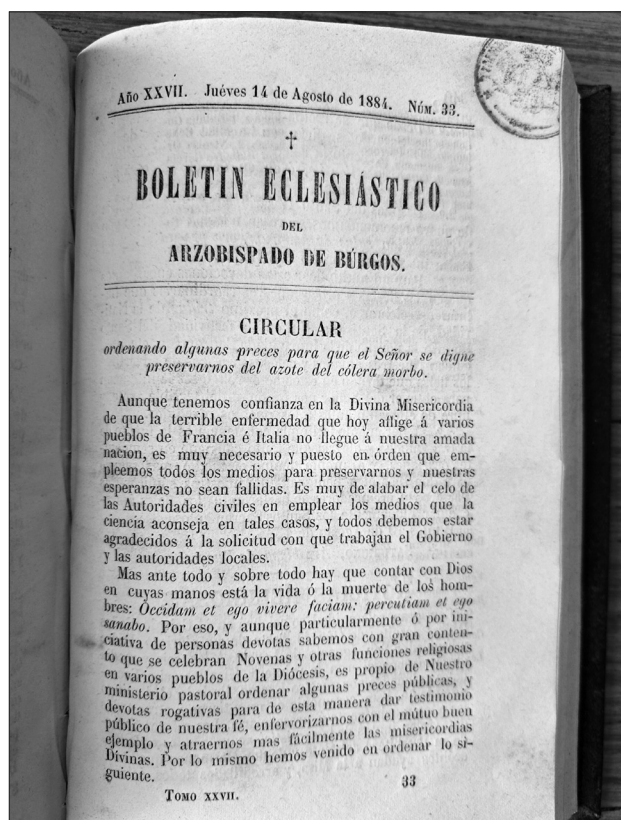 Año XXVII. Juéves 14 de Agosto de 1884. NÚM. 33.
BOLETIN ECLESIÁSTICO
DEL
ARZOBISPADO DE BÚRGOS.
CIRCULAR
ordenando algunas preces para que el Señor se digne
preservarnos del azote del cólera morbo.
Aunque tenemos confianza en la Divina Misericordia
de que la terrible enfermedad que hoy aflige á varios
pueblos de Francia é Italia no llegue á nuestra amada
nacion, es muy necesario y puesto en órden que em-
pleemos todos los medios para preservarnos y nuestras
esperanzas no sean fallidas. Es muy de alabar el celo de
las Autoridades civiles en emplear los medios que la
ciencia aconseja en tales casos, y todos debemos estar
agradecidos á la solicitud con que trabajan el Gobierno
y las autoridades locales.
Mas ante todo y sobre todo hay que contar con Dios
en cuyas manos está la vida ó la muerte de los hom-
bres: Occidam et ego vivere faciam: percutiam et ego
sanabo. Por eso, y aunque particularmente ó por ini-
ciativa de personas devotas sabemos con gran conten-
to que se celebran Novenas y otras funciones religiosas
en varios pueblos de la Diócesis, es propio de Nuestro
ministerio pastoral ordenar algunas preces públicas, y
devotas rogativas para de esta manera dar testimonio
público de nuestra fé, enfervorizarnos con el mútuo buen
ejemplo y atraernos mas fácilmente las misericordias
Divinas. Por lo mismo hemos venido en ordenar lo si-
guiente.
TOMO XXVII.
33